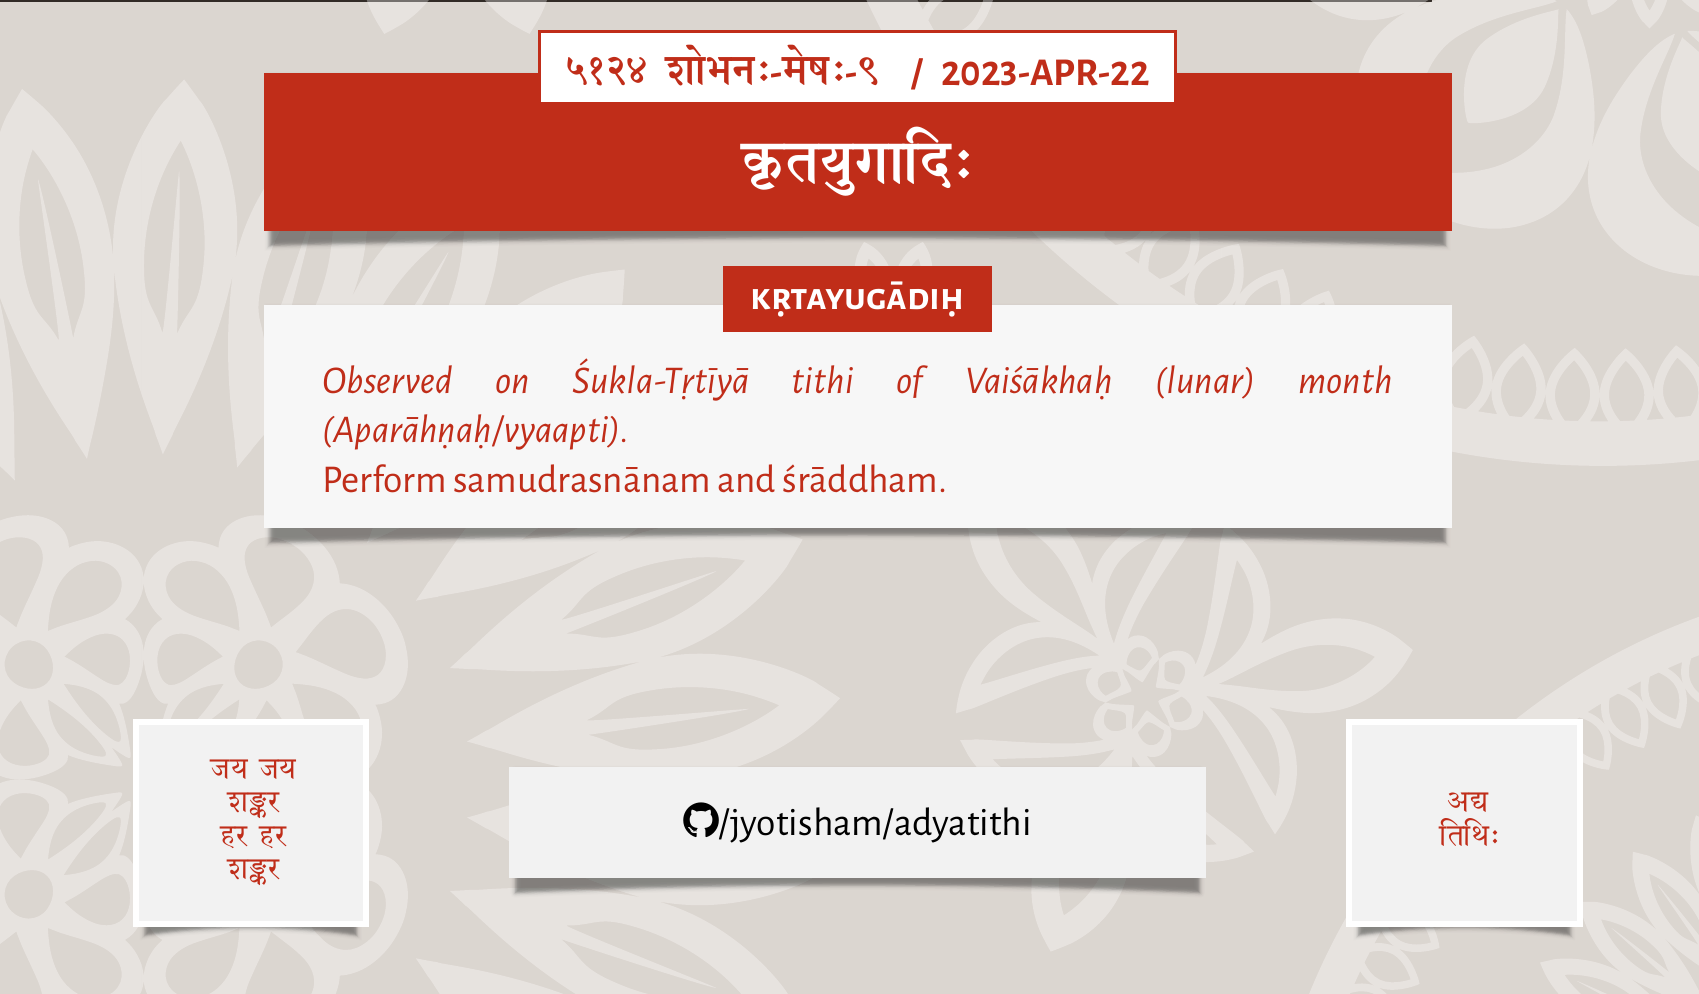 ५१२४ शोभनः-मेषः-९ / 2023-APR-22
कृतयुगादिः
KṚTAYUGĀDIḤ
Observed on Śukla-Tṛtīyā tithi of Vaiśākhaḥ (lunar) month
(Aparāhṇaḥ/vyaapti).
Perform samudrasnānam and śrāddham.
जय जय
शङ्कर
हर हर
शङ्कर
/jyotisham/adyatithi
अद्य
तिथिः